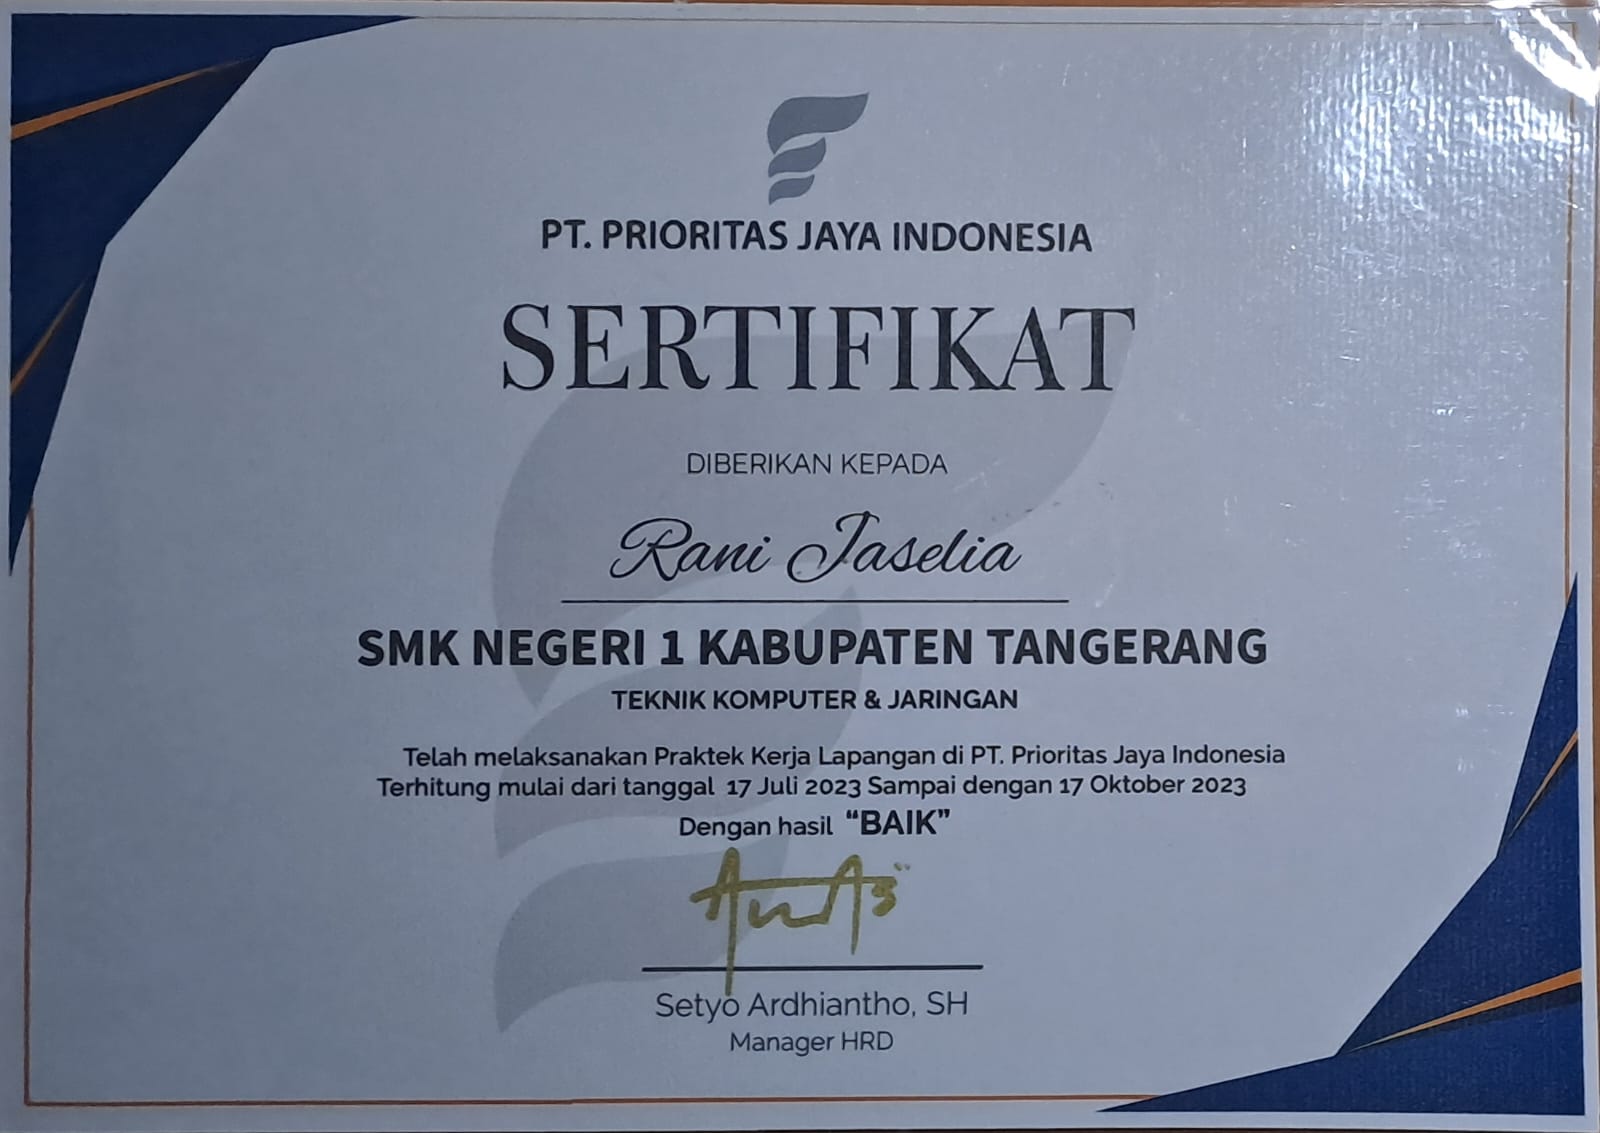 PT. PRIORITAS JAYA INDONESIA
SERTIFIKAT
DIBERIKAN KEPADA
Rani Jaselia
SMK NEGERI 1 KABUPATEN TANGERANG
TEKNIK KOMPUTER & JARINGAN
Telah melaksanakan Praktek Kerja Lapangan di PT. Prioritas Jaya Indonesia
Terhitung mulai dari tanggal 17 Juli 2023 Sampai dengan 17 Oktober 2023
Dengan hasil “BAIK”
Setyo Ardhiantho, SH
Manager HRD